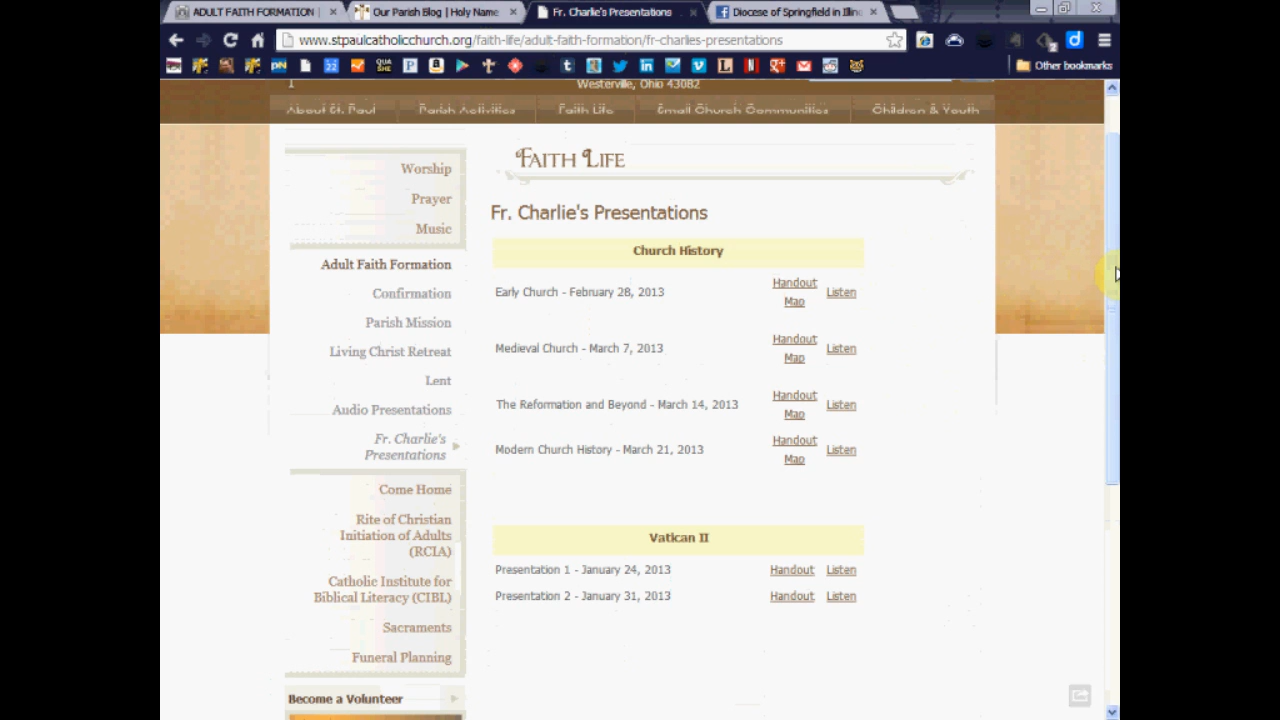 ADULT FAITH FORMATION |
Our Parish Blog | Holy Name
Fr. Charlie's Presentations
Diocese of Springfield in Illino
www.stpaulcatholicchurch.org/faith-life/adult-faith-formation/fr-charlies-presentations
Other bookmarks
Westerville, Ohio 43082
About St. Paul
Parish Activities
Faith Life
Small Church Communities
Children & Youth
Worship
Prayer
Music
Adult Faith Formation
Confirmation
Parish Mission
Living Christ Retreat
Lent
Audio Presentations
Fr. Charlie's
Presentations
Come Home
Rite of Christian
Initiation of Adults
(RCIA)
Catholic Institute for
Biblical Literacy (CIBL)
Sacraments
Funeral Planning
Become a Volunteer
FAITH LIFE
Fr. Charlie's Presentations
Church History
Early Church - February 28, 2013 Handout Listen
Map
Medieval Church - March 7, 2013 Handout Listen
Map
The Reformation and Beyond - March 14, 2013 Handout Listen
Map
Modern Church History - March 21, 2013 Handout Listen
Map
Vatican II
Presentation 1 - January 24, 2013 Handout Listen
Presentation 2 - January 31, 2013 Handout Listen